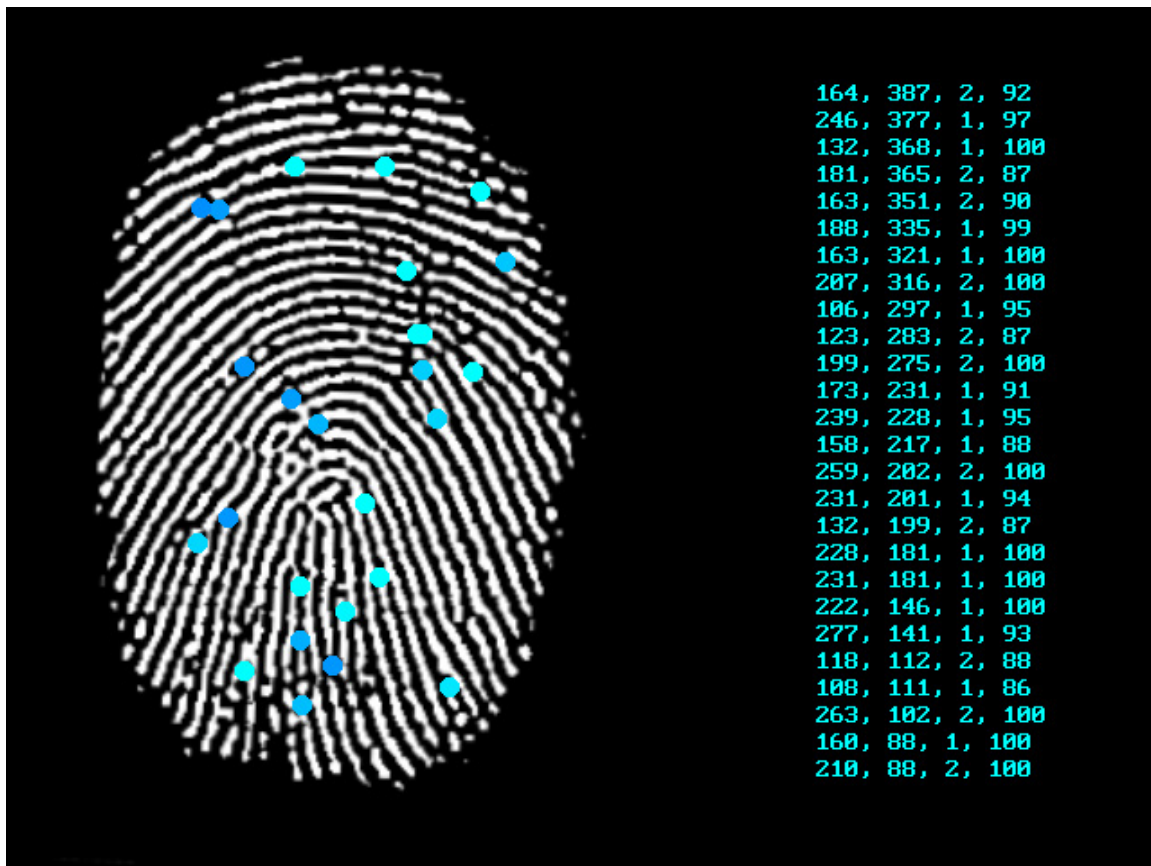 164, 387, 2, 92
246, 377, 1, 97
132, 368, 1, 100
181, 365, 2, 87
163, 351, 2, 90
188, 335, 1, 99
163, 321, 1, 100
207, 316, 2, 100
106, 297, 1, 95
123, 283, 2, 87
199, 275, 2, 100
173, 231, 1, 91
239, 228, 1, 95
158, 217, 1, 88
259, 202, 2, 100
231, 201, 1, 94
132, 199, 2, 87
228, 181, 1, 100
231, 181, 1, 100
222, 146, 1, 100
277, 141, 1, 93
118, 112, 2, 88
108, 111, 1, 86
263, 102, 2, 100
160, 88, 1, 100
210, 88, 2, 100